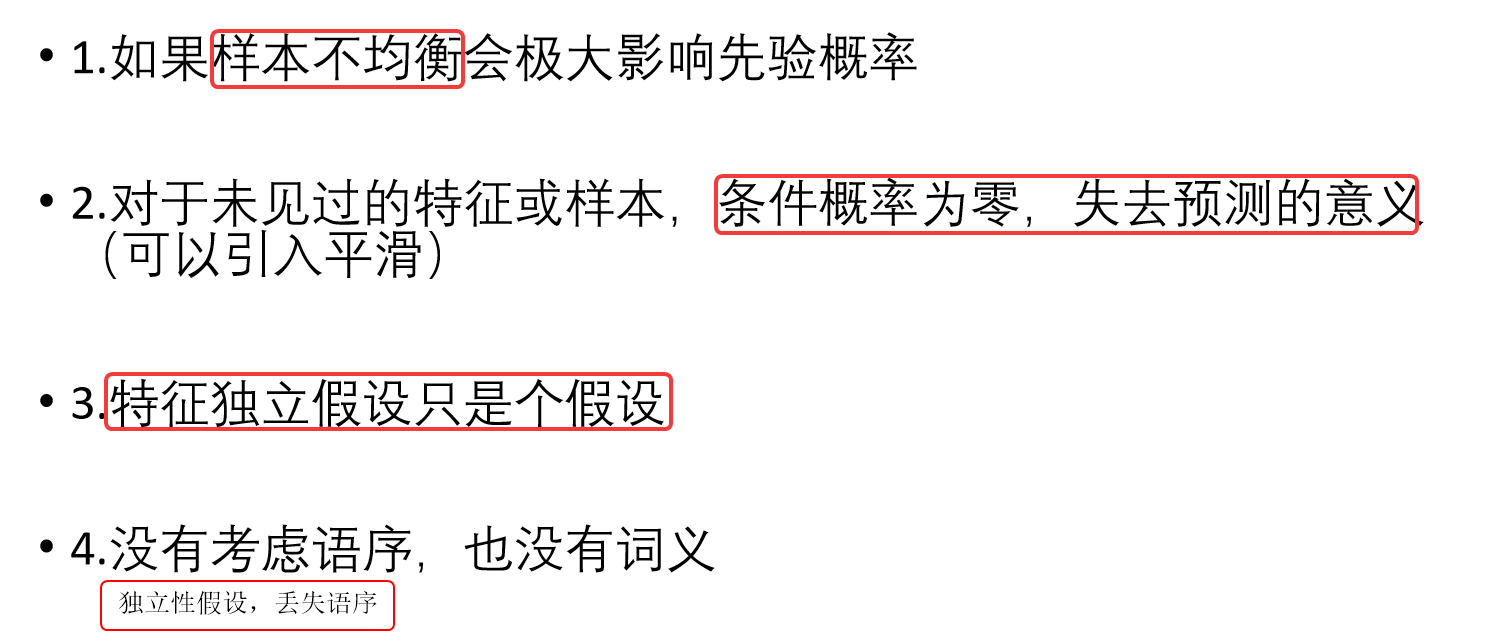 • 1.如果样本不均衡会极大影响先验概率
• 2.对于未见过的特征或样本，条件概率为零，失去预测的意义
（可以引入平滑）
• 3.特征独立假设只是个假设
• 4.没有考虑语序，也没有词义
独立性假设，丢失语序